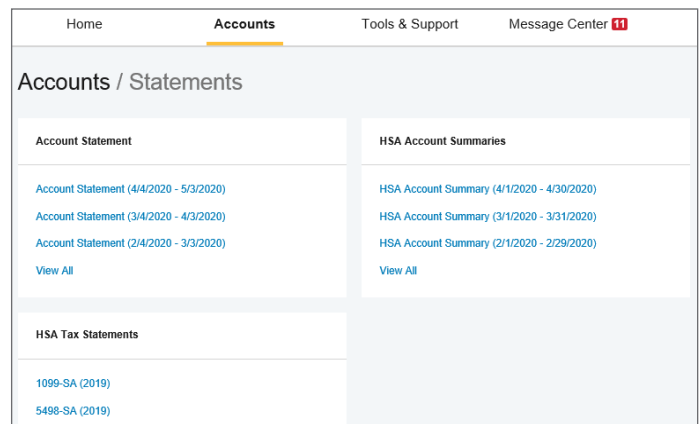 Home Accounts Tools & Support Message Center 11
Accounts / Statements
Account Statement
Account Statement (4/4/2020 - 5/3/2020)
Account Statement (3/4/2020 - 4/3/2020)
Account Statement (2/4/2020 - 3/3/2020)
View All
HSA Account Summaries
HSA Account Summary (4/1/2020 - 4/30/2020)
HSA Account Summary (3/1/2020 - 3/31/2020)
HSA Account Summary (2/1/2020 - 2/29/2020)
View All
HSA Tax Statements
1099-SA (2019)
5498-SA (2019)